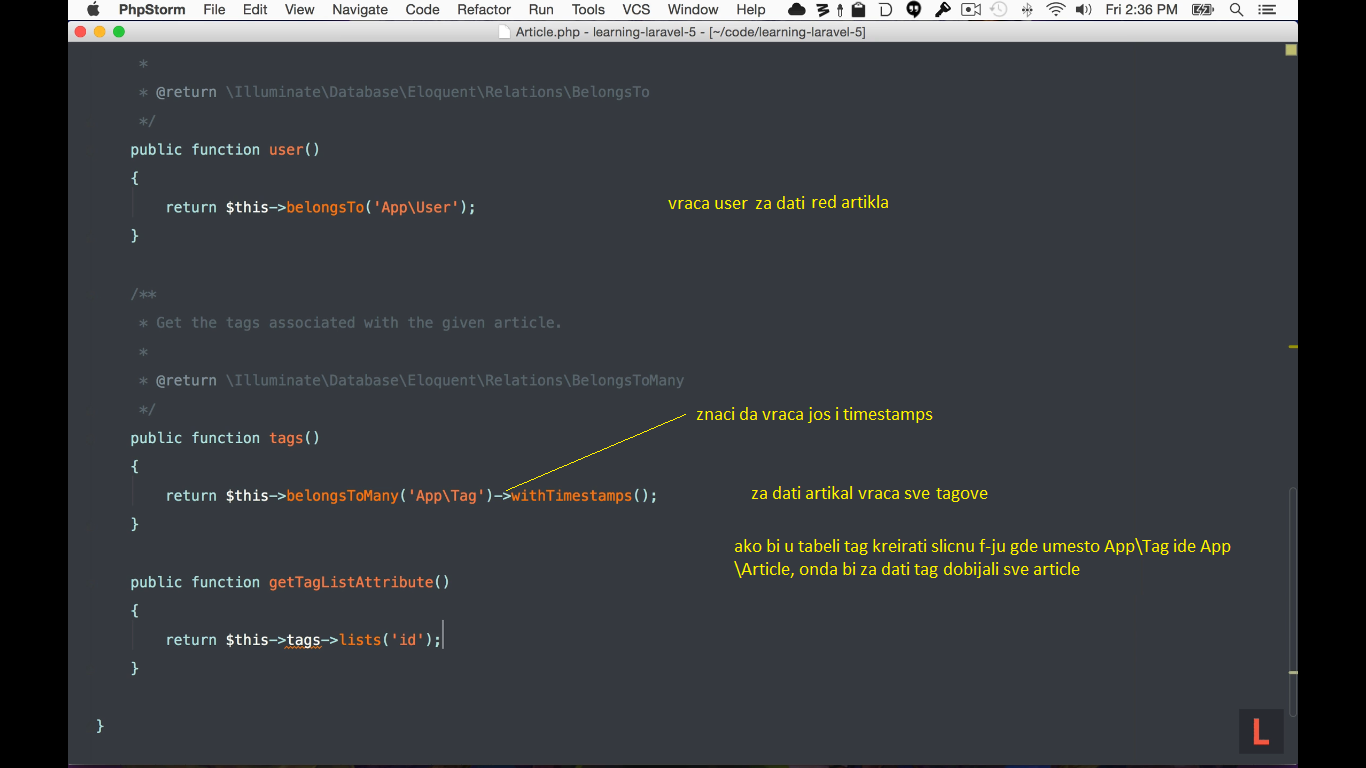 PhpStorm File Edit View Navigate Code Refactor Run Tools VCS Window Help Fri 2:36 PM
Article.php - learning-laravel-5 - [~/code/learning-laravel-5]
*
* @return \Illuminate\Database\Eloquent\Relations\BelongsTo
*/
public function user()
{
return $this->belongsTo('App\User'); vraca user za dati red artikla
}
/**
* Get the tags associated with the given article.
*
* @return \Illuminate\Database\Eloquent\Relations\BelongsToMany
*/ znaci da vraca jos i timestamps
public function tags()
{
return $this->belongsToMany('App\Tag')->withTimestamps(); za dati artikal vraca sve tagove
}
ako bi u tabeli tag kreirati slicnu f-ju gde umesto App\Tag ide App
\Article, onda bi za dati tag dobijali sve article
public function getTagListAttribute()
{
return $this->tags->lists('id');
}
}
L